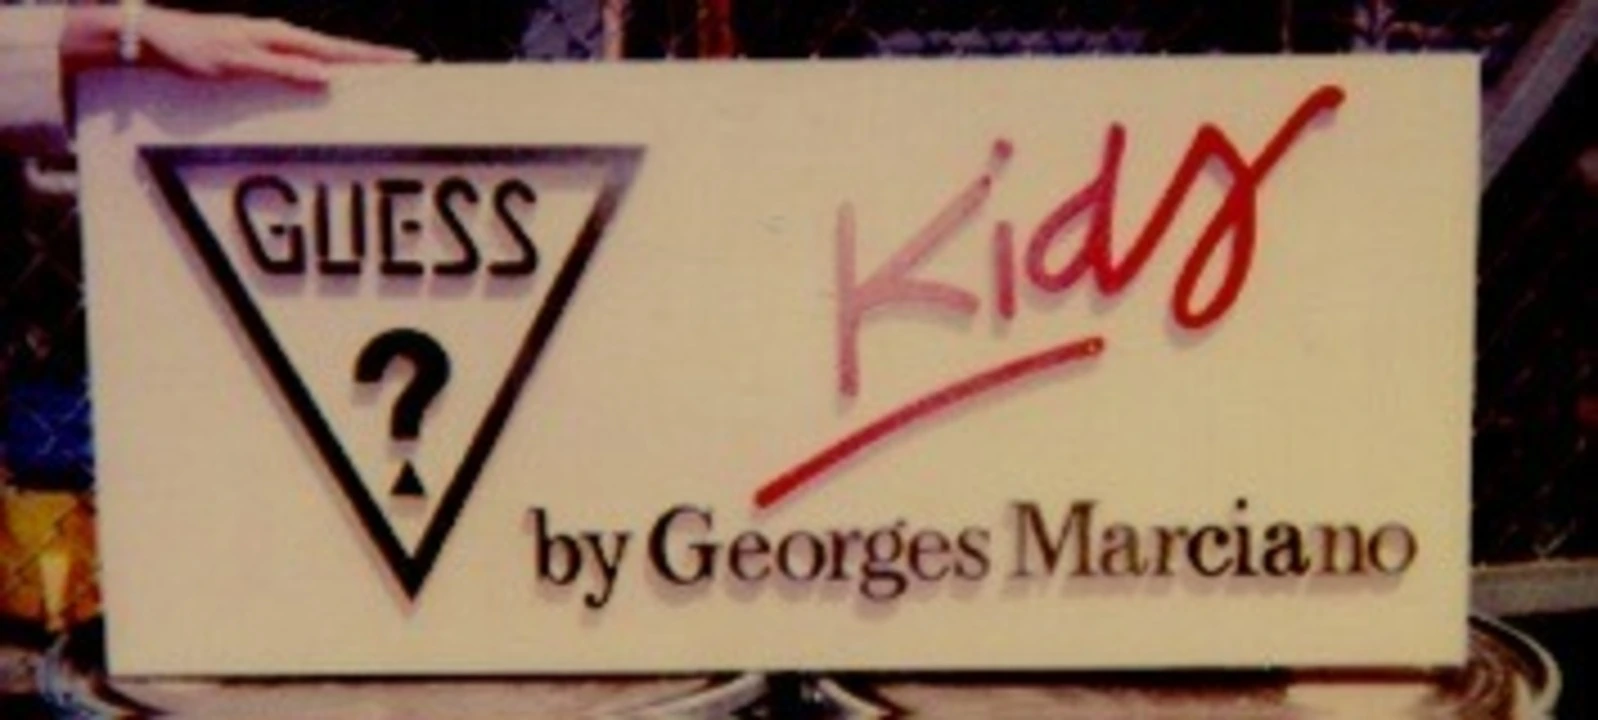 GUESS
?
Kids
by Georges Marciano